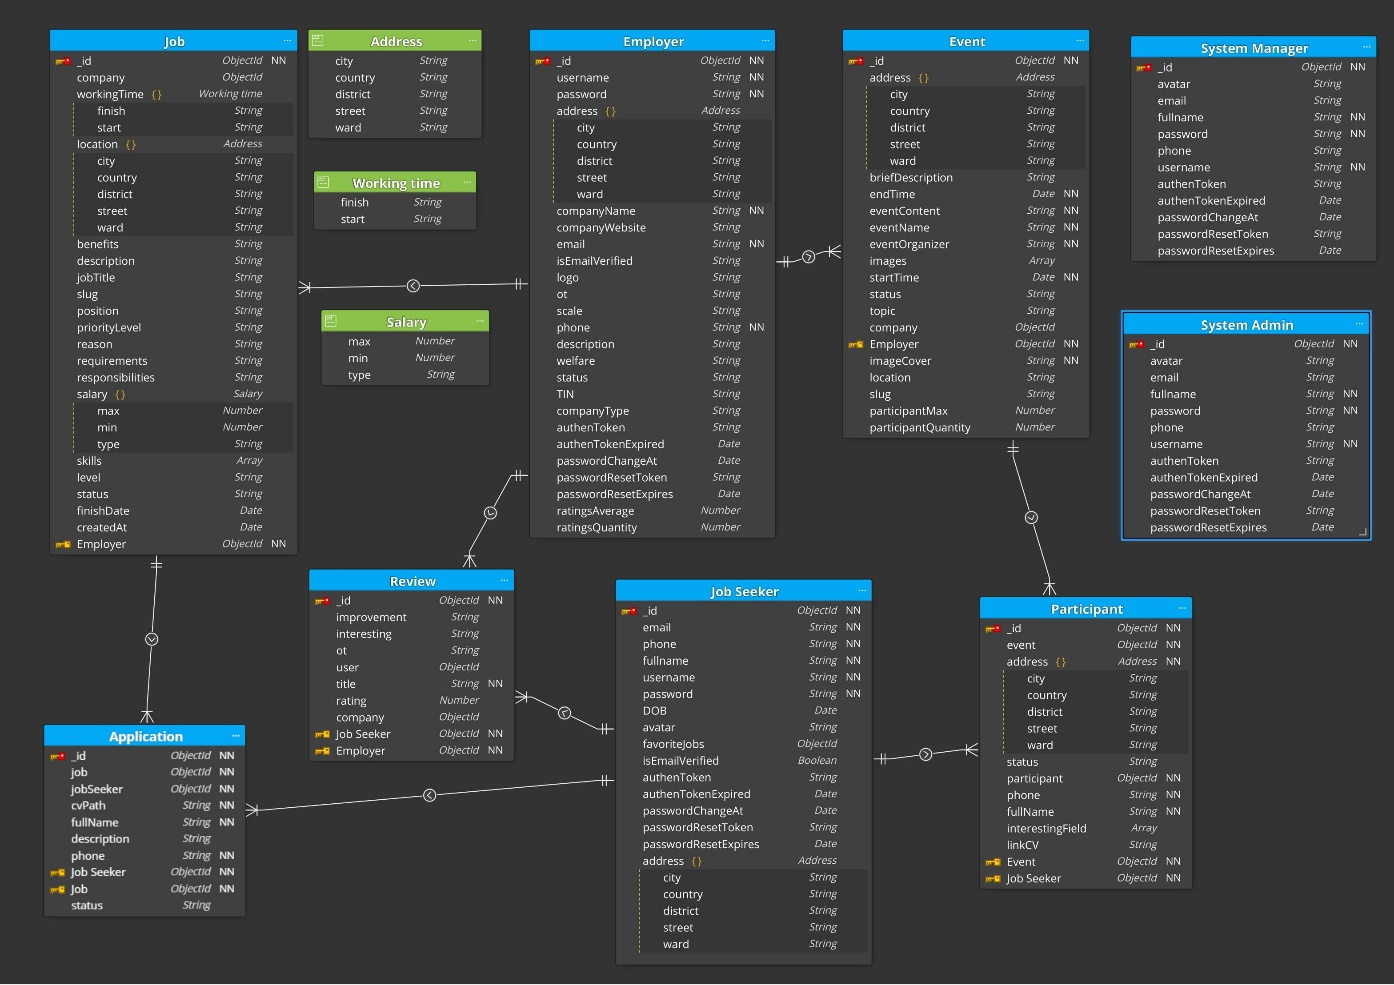 Job ...
_id ObjectId NN
company ObjectId
workingTime {} Working time
finish String
start String
location {} Address
city String
country String
district String
street String
ward String
benefits String
description String
jobTitle String
slug String
position String
priorityLevel String
reason String
requirements String
responsibilities String
salary {} Salary
max Number
min Number
type String
skills Array
level String
status String
finishDate Date
createdAt Date
Employer ObjectId NN
Address ...
city String
country String
district String
street String
ward String
Working time ...
finish String
start String
Salary ...
max Number
min Number
type String
Employer ...
_id ObjectId NN
username String NN
password String NN
address {} Address
city String
country String
district String
street String
ward String
companyName String NN
companyWebsite String
email String NN
isEmailVerified String
logo String
ot String
scale String
phone String NN
description String
welfare String
status String
TIN String
companyType String
authenToken String
authenTokenExpired Date
passwordChangeAt Date
passwordResetToken String
passwordResetExpires Date
ratingsAverage Number
ratingsQuantity Number
Event ...
_id ObjectId NN
address {} Address
city String
country String
district String
street String
ward String
briefDescription String
endTime Date NN
eventContent String NN
eventName String NN
eventOrganizer String NN
images Array
startTime Date NN
status String
topic String
company ObjectId
Employer ObjectId NN
imageCover String NN
location String
slug String
participantMax Number
participantQuantity Number
System Manager ...
_id ObjectId NN
avatar String
email String
fullname String NN
password String NN
phone String
username String NN
authenToken String
authenTokenExpired Date
passwordChangeAt Date
passwordResetToken String
passwordResetExpires Date
System Admin ...
_id ObjectId NN
avatar String
email String
fullname String NN
password String NN
phone String
username String NN
authenToken String
authenTokenExpired Date
passwordChangeAt Date
passwordResetToken String
passwordResetExpires Date
Review ...
_id ObjectId NN
improvement String
interesting String
ot String
user ObjectId
title String NN
rating Number
company ObjectId
Job Seeker ObjectId NN
Employer ObjectId NN
Job Seeker ...
_id ObjectId NN
email String NN
phone String NN
fullname String NN
username String NN
password String NN
DOB Date
avatar String
favoriteJobs ObjectId
isEmailVerified Boolean
authenToken String
authenTokenExpired Date
passwordChangeAt Date
passwordResetToken String
passwordResetExpires Date
address {} Address
city String
country String
district String
street String
ward String
Participant ...
_id ObjectId NN
event ObjectId NN
address {} Address NN
city String
country String
district String
street String
ward String
status String
participant ObjectId NN
phone String NN
fullName String NN
interestingField Array
linkCV String
Event ObjectId NN
Job Seeker ObjectId NN
Application ...
_id ObjectId NN
job ObjectId NN
jobSeeker ObjectId NN
cvPath String NN
fullName String NN
description String
phone String NN
Job Seeker ObjectId NN
Job ObjectId NN
status String